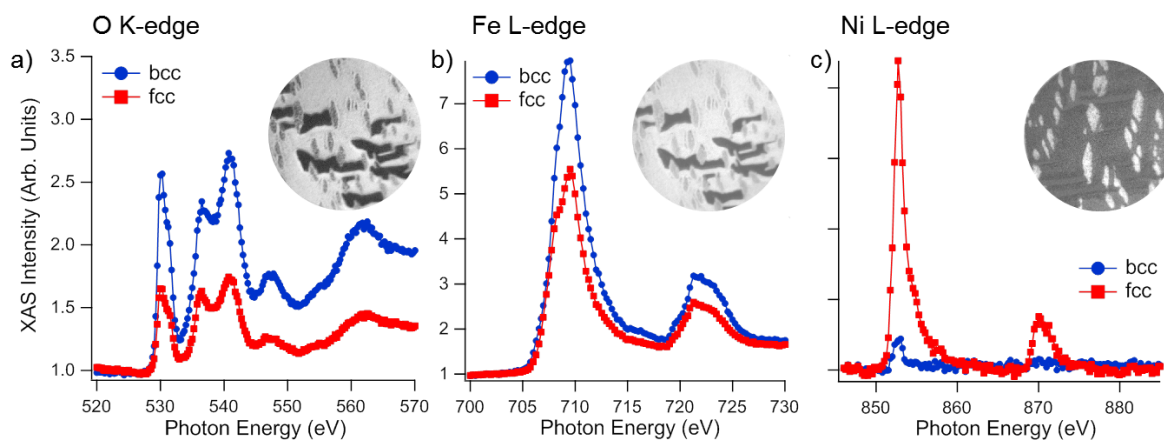 O K-edge
Fe L-edge
Ni L-edge
a)
b)
c)
XAS Intensity (Arb. Units)
3.5
3.0
2.5
2.0
1.5
1.0
bcc
fcc
520
530
540
550
560
570
Photon Energy (eV)
7
6
5
4
3
2
1
bcc
fcc
700
705
710
715
720
725
730
Photon Energy (eV)
bcc
fcc
850
860
870
880
Photon Energy (eV)